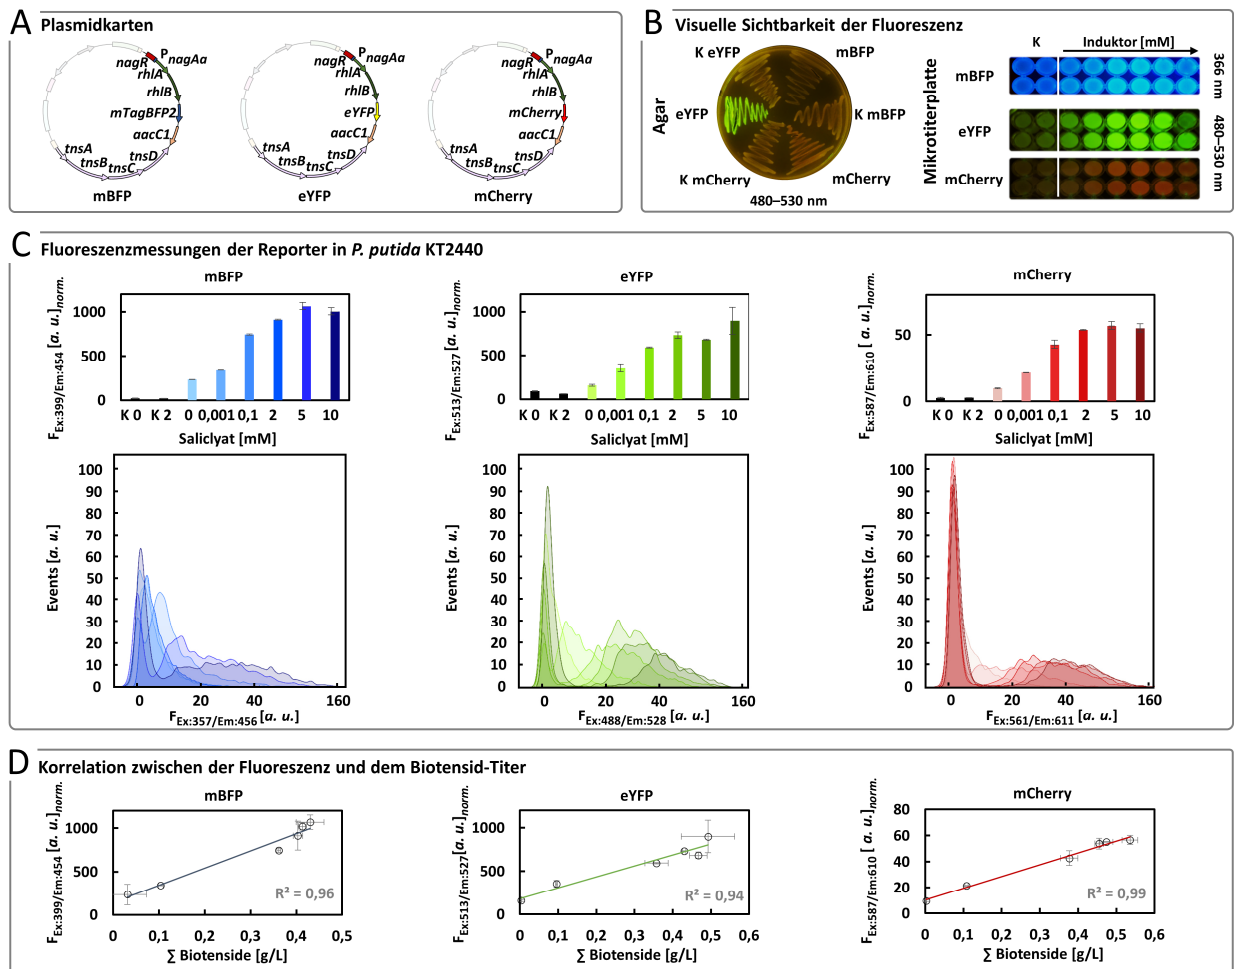 A Plasmidkarten
P
nagR
nagAa
rhlA
rhlB
mTagBFP2
aacC1
tnsA
tnsB
tnsC
tnsD
mBFP
P
nagR
nagAa
rhlA
rhlB
eYFP
aacC1
tnsA
tnsB
tnsC
tnsD
eYFP
P
nagR
nagAa
rhlA
rhlB
mCherry
aacC1
tnsA
tnsB
tnsC
tnsD
mCherry
B Visuelle Sichtbarkeit der Fluoreszenz
Agar
K eYFP
mBFP
eYFP
K mBFP
K mCherry
mCherry
480–530 nm
Mikrotiterplatte
K Induktor [mM]
mBFP
eYFP
mCherry
366 nm
480–530 nm
C Fluoreszenzmessungen der Reporter in P. putida KT2440
mBFP
FEx:399/Em:454 [a. u.]norm.
1000
500
0
K 0 K 2 0 0,001 0,1 2 5 10
Saliclyat [mM]
eYFP
FEx:513/Em:527 [a. u.]norm.
1000
500
0
K 0 K 2 0 0,001 0,1 2 5 10
Saliclyat [mM]
mCherry
FEx:587/Em:610 [a. u.]norm.
50
0
K 0 K 2 0 0,001 0,1 2 5 10
Saliclyat [mM]
Events [a. u.]
100
90
80
70
60
50
40
30
20
10
0
0 20 40 160
FEx:357/Em:456 [a. u.]
Events [a. u.]
100
90
80
70
60
50
40
30
20
10
0
0 20 40 160
FEx:488/Em:528 [a. u.]
Events [a. u.]
100
90
80
70
60
50
40
30
20
10
0
0 20 40 160
FEx:561/Em:611 [a. u.]
D Korrelation zwischen der Fluoreszenz und dem Biotensid-Titer
mBFP
FEx:399/Em:454 [a. u.]norm.
1000
500
0
R² = 0,96
0 0,1 0,2 0,3 0,4 0,5
∑ Biotenside [g/L]
eYFP
FEx:513/Em:527 [a. u.]norm.
1000
500
0
R² = 0,94
0 0,1 0,2 0,3 0,4 0,5 0,6
∑ Biotenside [g/L]
mCherry
FEx:587/Em:610 [a. u.]norm.
80
60
40
20
0
R² = 0,99
0 0,1 0,2 0,3 0,4 0,5 0,6
∑ Biotenside [g/L]